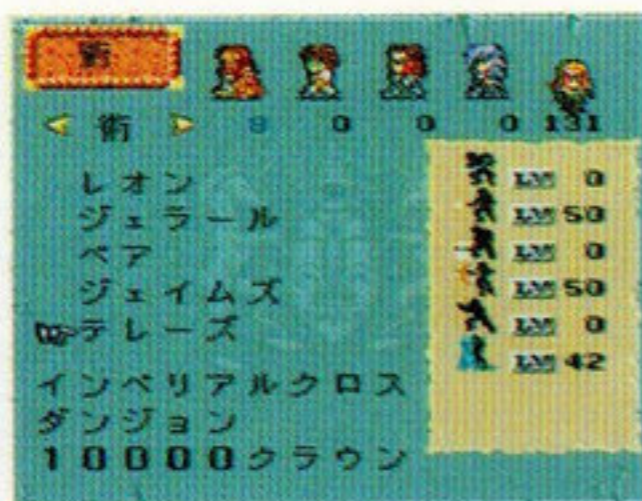 術
術 8 0 0 0 131
レオン
ジェラール
ベア
ジェイムズ
テレーズ
インペリアルクロス
ダンジョン
10000クラウン
LV 0
LV 50
LV 0
LV 50
LV 0
LV 42